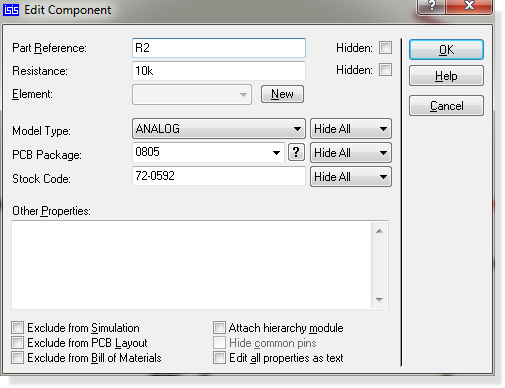 ISIS Edit Component ? X
Part Reference: R2 Hidden: OK
Resistance: 10k Hidden: Help
Element: New Cancel
Model Type: ANALOG Hide All
PCB Package: 0805 ? Hide All
Stock Code: 72-0592 Hide All
Other Properties:
Exclude from Simulation Attach hierarchy module
Exclude from PCB Layout Hide common pins
Exclude from Bill of Materials Edit all properties as text